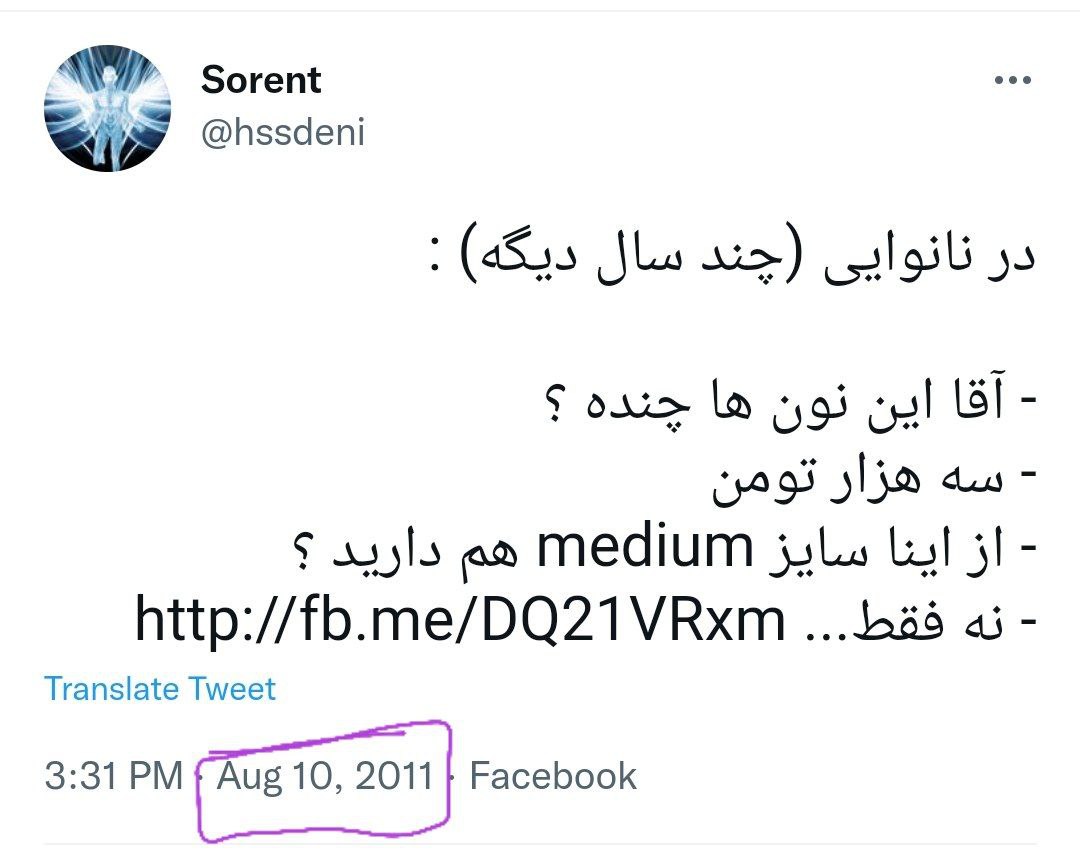 Sorent
@hssdeni
در نانوایی (چند سال دیگه) :
- آقا این نون ها چنده ؟
- سه هزار تومن
- از اینا سایز medium هم دارید ؟
- نه فقط... http://fb.me/DQ21VRxm
Translate Tweet
3:31 PM · Aug 10, 2011 · Facebook